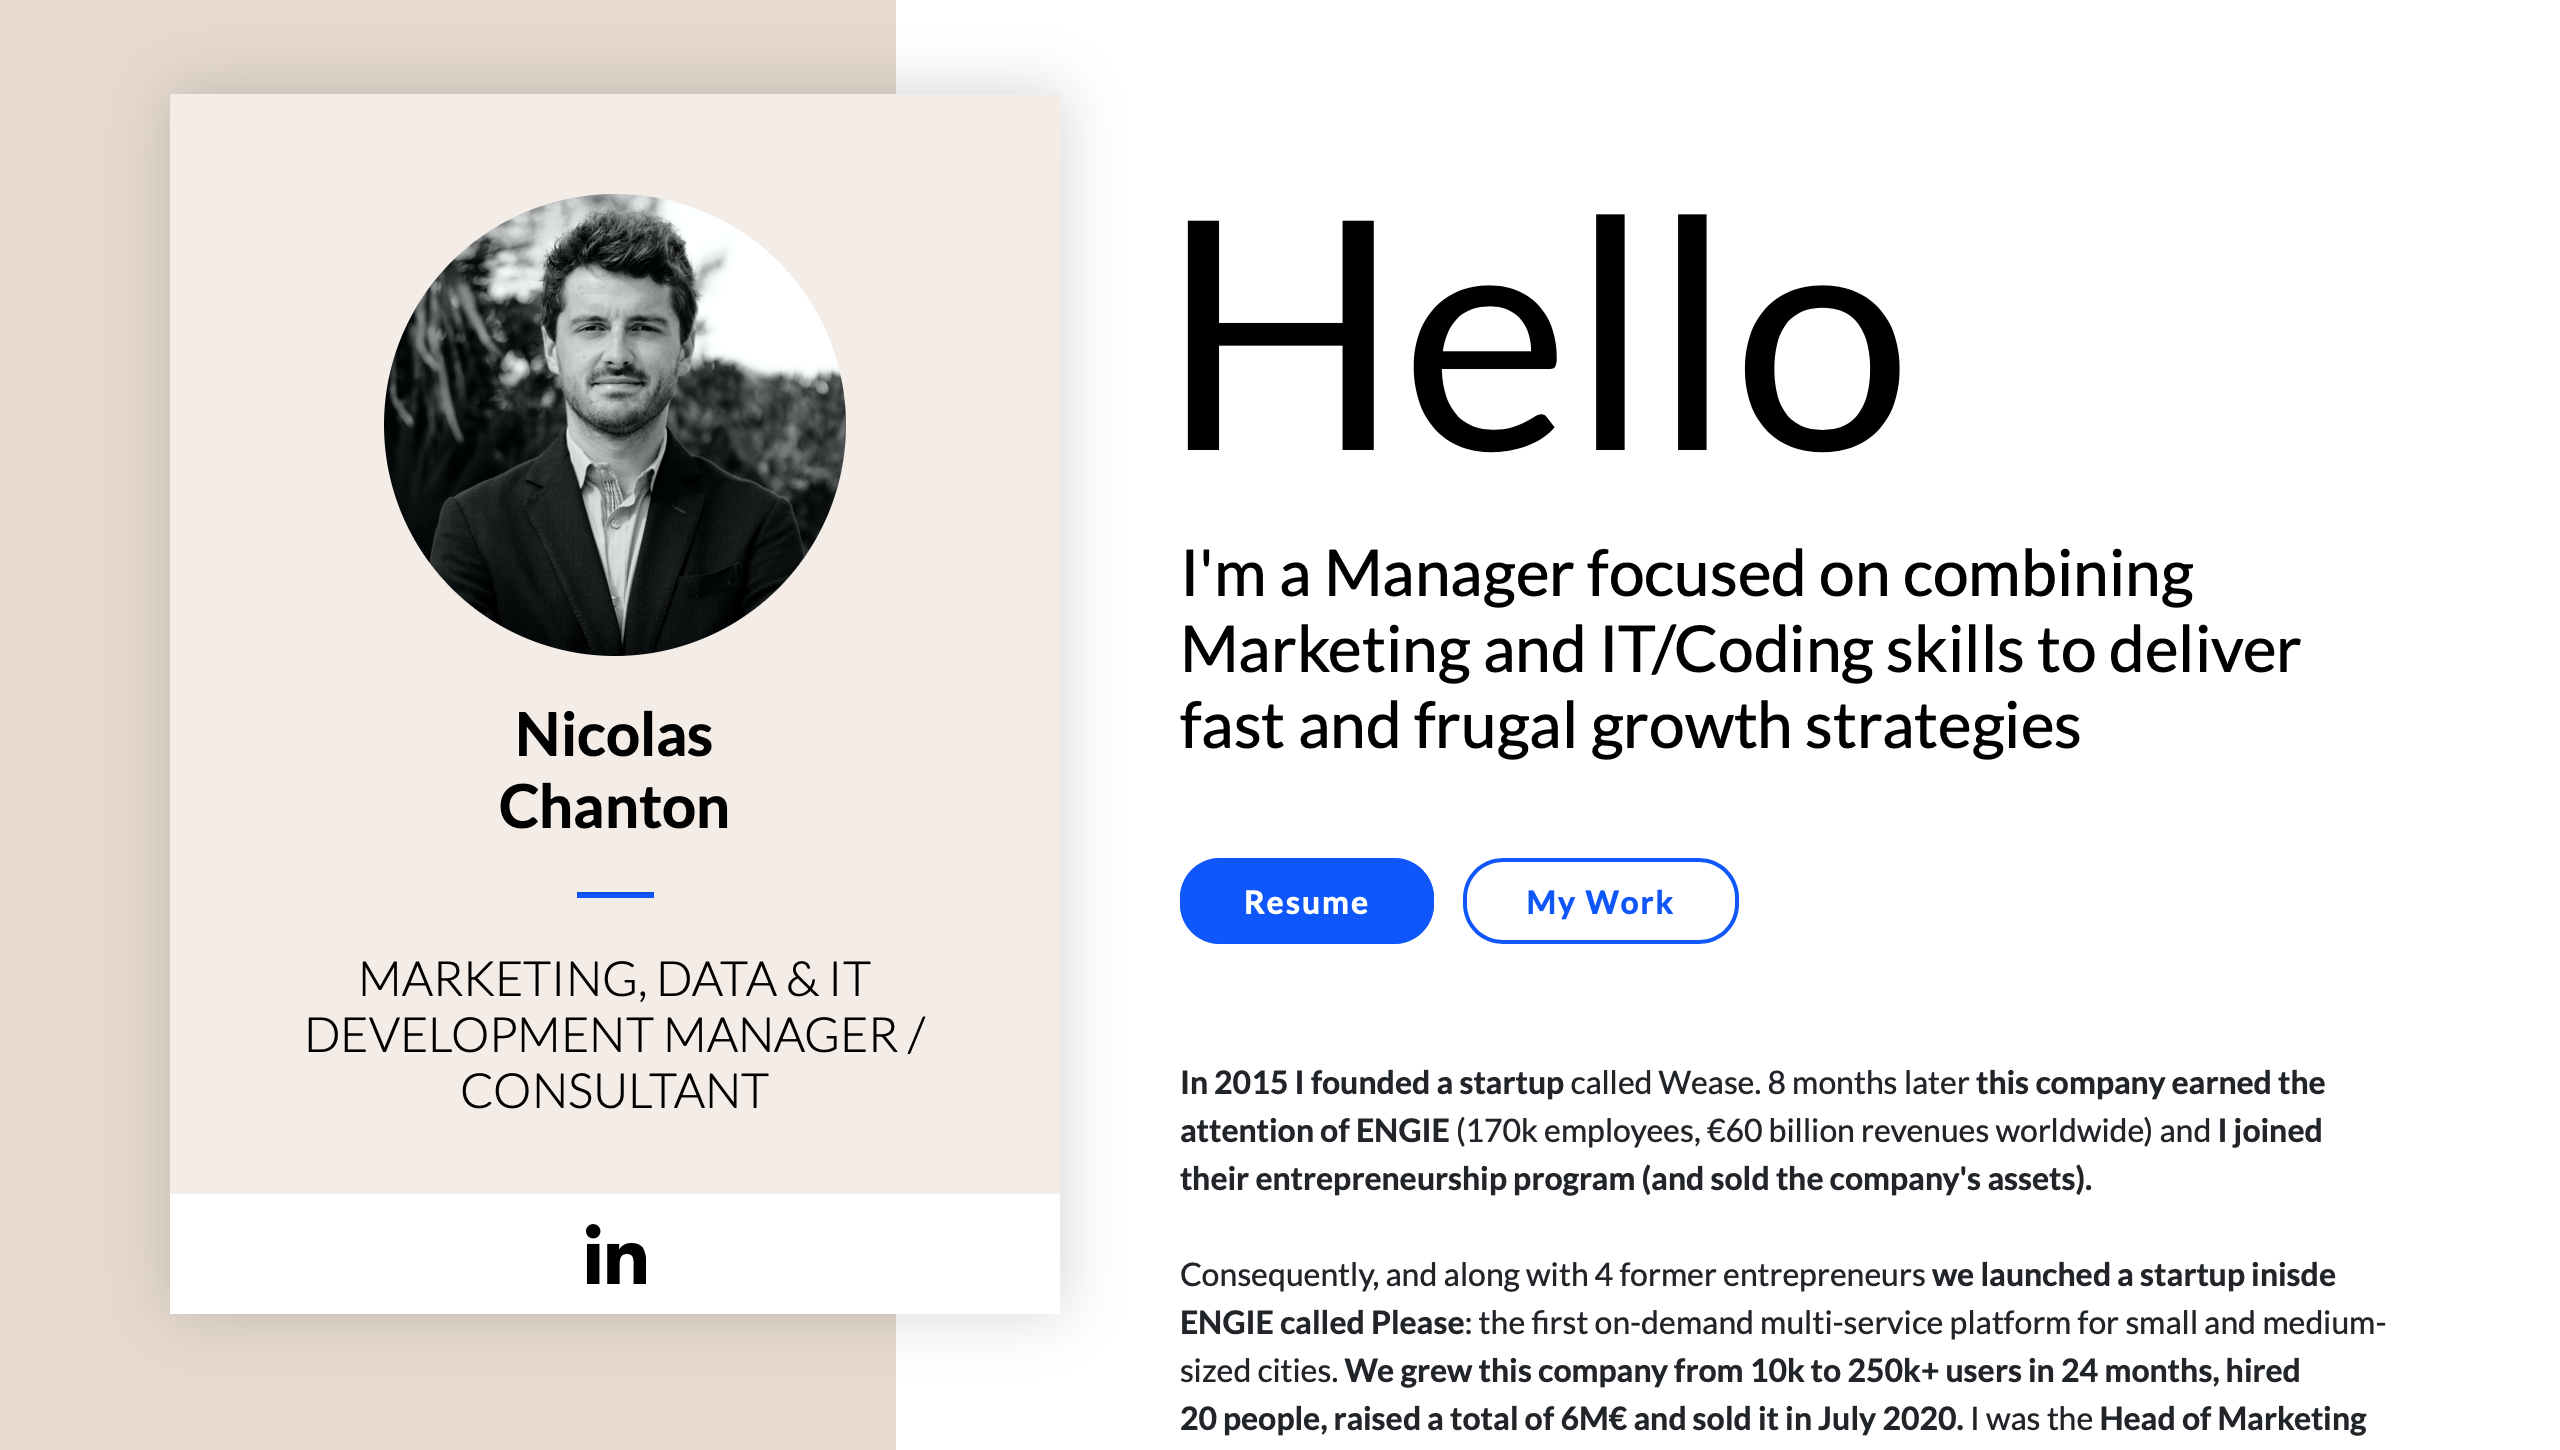 Nicolas
Chanton
MARKETING, DATA & IT
DEVELOPMENT MANAGER /
CONSULTANT
in
Hello
I'm a Manager focused on combining
Marketing and IT/Coding skills to deliver
fast and frugal growth strategies
Resume
My Work
In 2015 I founded a startup called Wease. 8 months later this company earned the
attention of ENGIE (170k employees, €60 billion revenues worldwide) and I joined
their entrepreneurship program (and sold the company's assets).
Consequently, and along with 4 former entrepreneurs we launched a startup inisde
ENGIE called Please: the first on-demand multi-service platform for small and medium-
sized cities. We grew this company from 10k to 250k+ users in 24 months, hired
20 people, raised a total of 6M€ and sold it in July 2020. I was the Head of Marketing